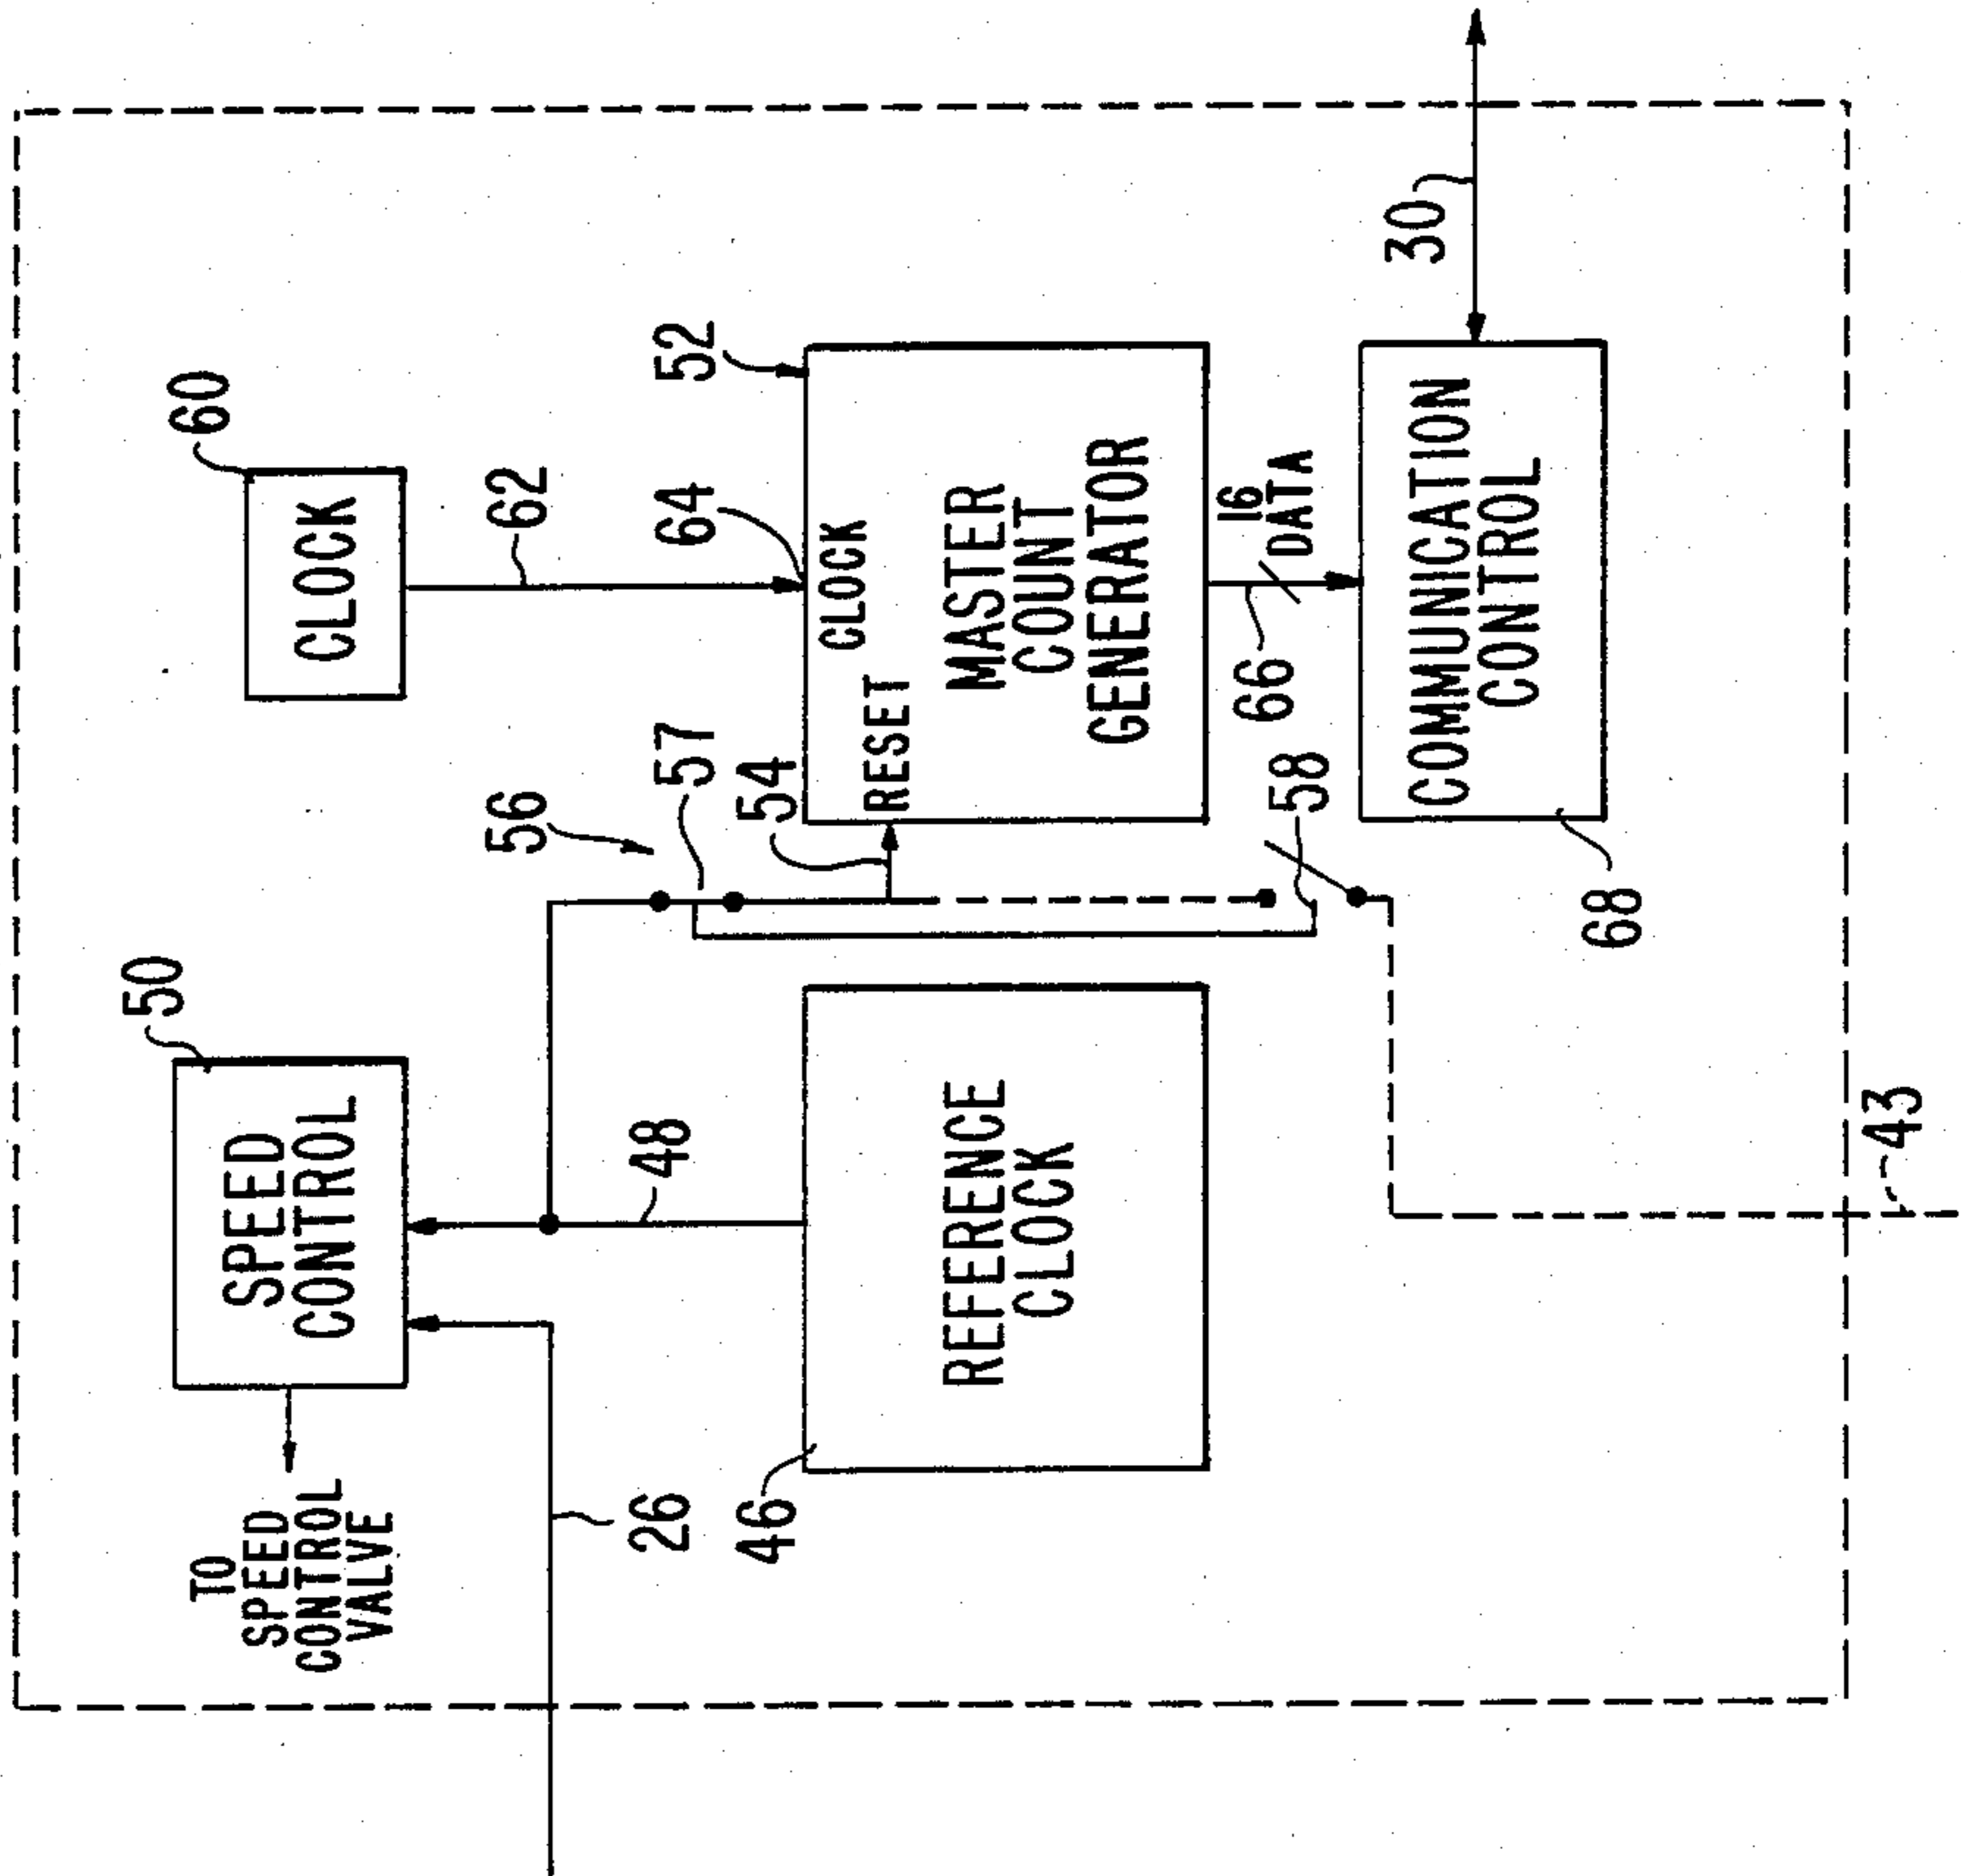 TO
SPEED
CONTROL
VALVE
SPEED
CONTROL
50
CLOCK
60
26
48
56
62
46
57
54
64
52
REFERENCE
CLOCK
RESET
CLOCK
MASTER
COUNT
GENERATOR
58
66
16
DATA
COMMUNICATION
CONTROL
30
68
43